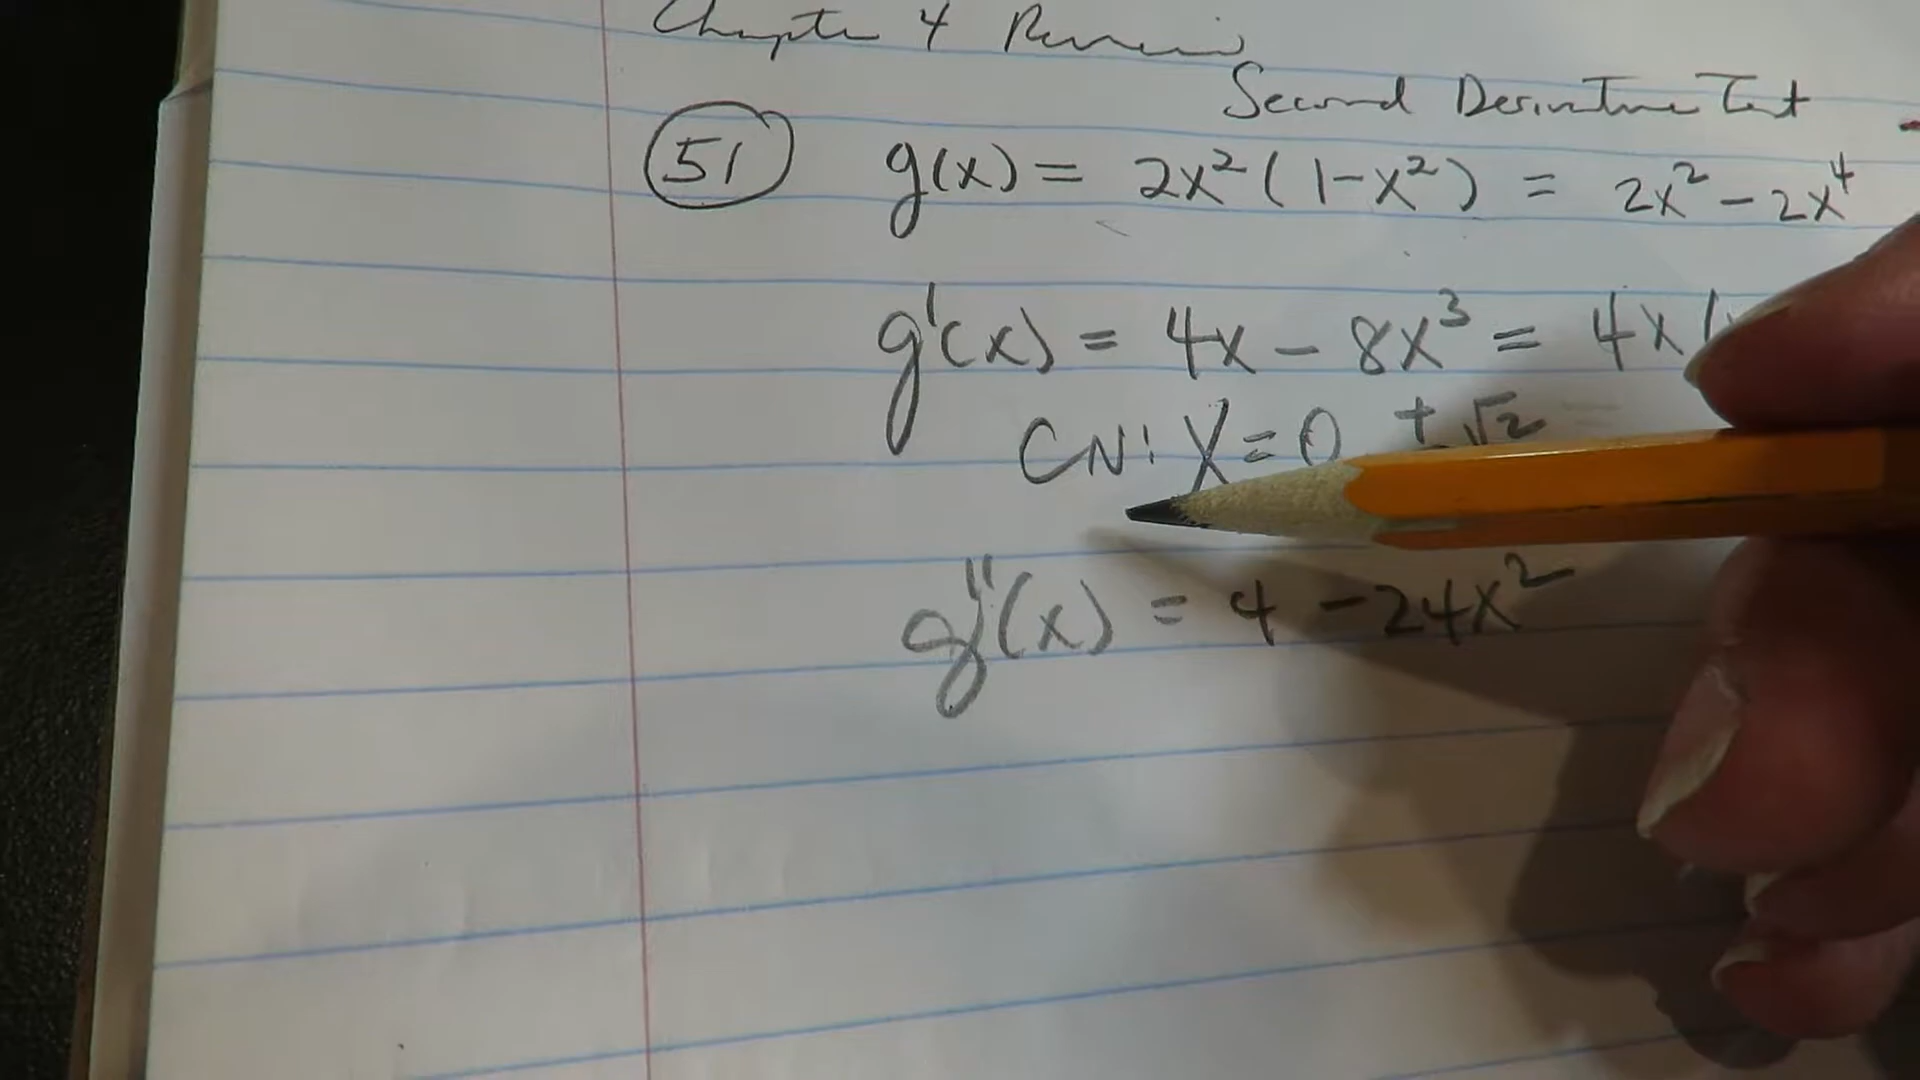 Chapter 4 Review
Second Derivative Test
51 g(x) = 2x²(1-x²) = 2x² - 2x⁴
g'(x) = 4x - 8x³ = 4x(
CN: X = 0 ± √2
g''(x) = 4 - 24x²